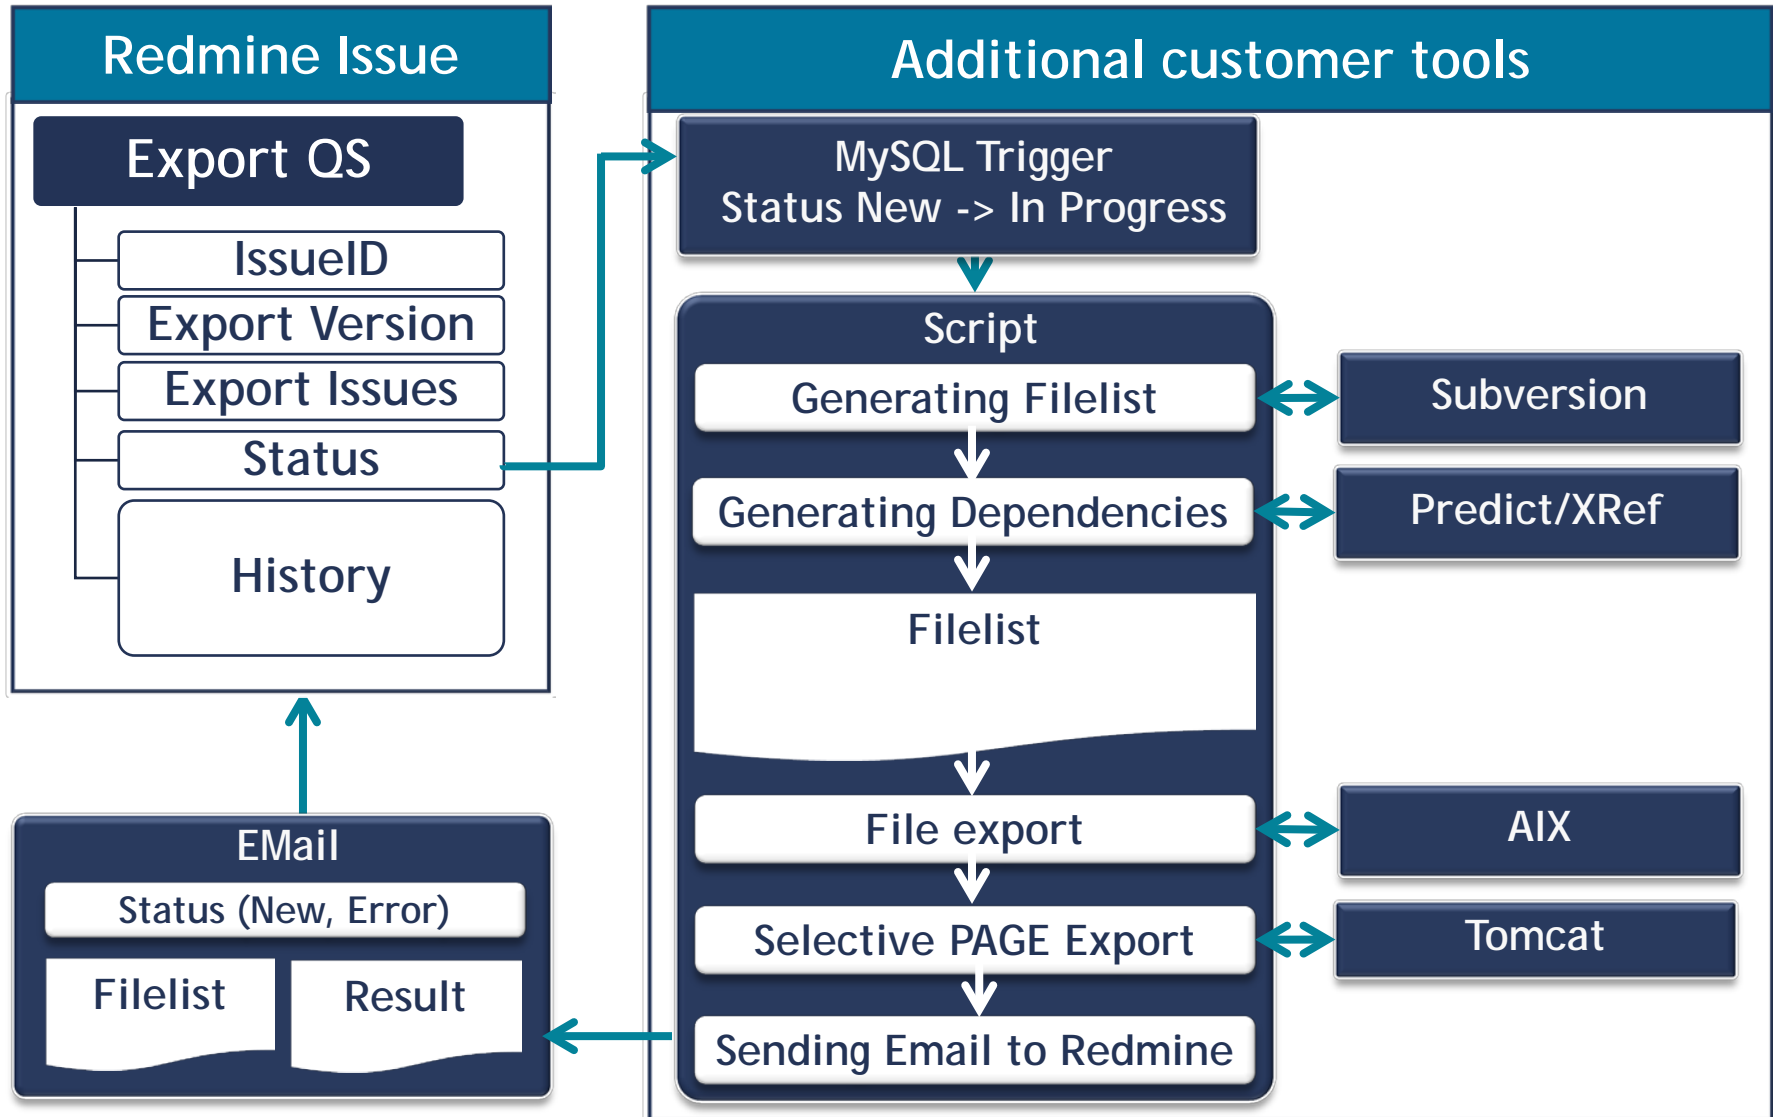 Redmine Issue
Export QS
IssueID
Export Version
Export Issues
Status
History
EMail
Status (New, Error)
Filelist
Result
Additional customer tools
MySQL Trigger
Status New -> In Progress
Script
Generating Filelist
Subversion
Generating Dependencies
Predict/XRef
Filelist
File export
AIX
Selective PAGE Export
Tomcat
Sending Email to Redmine